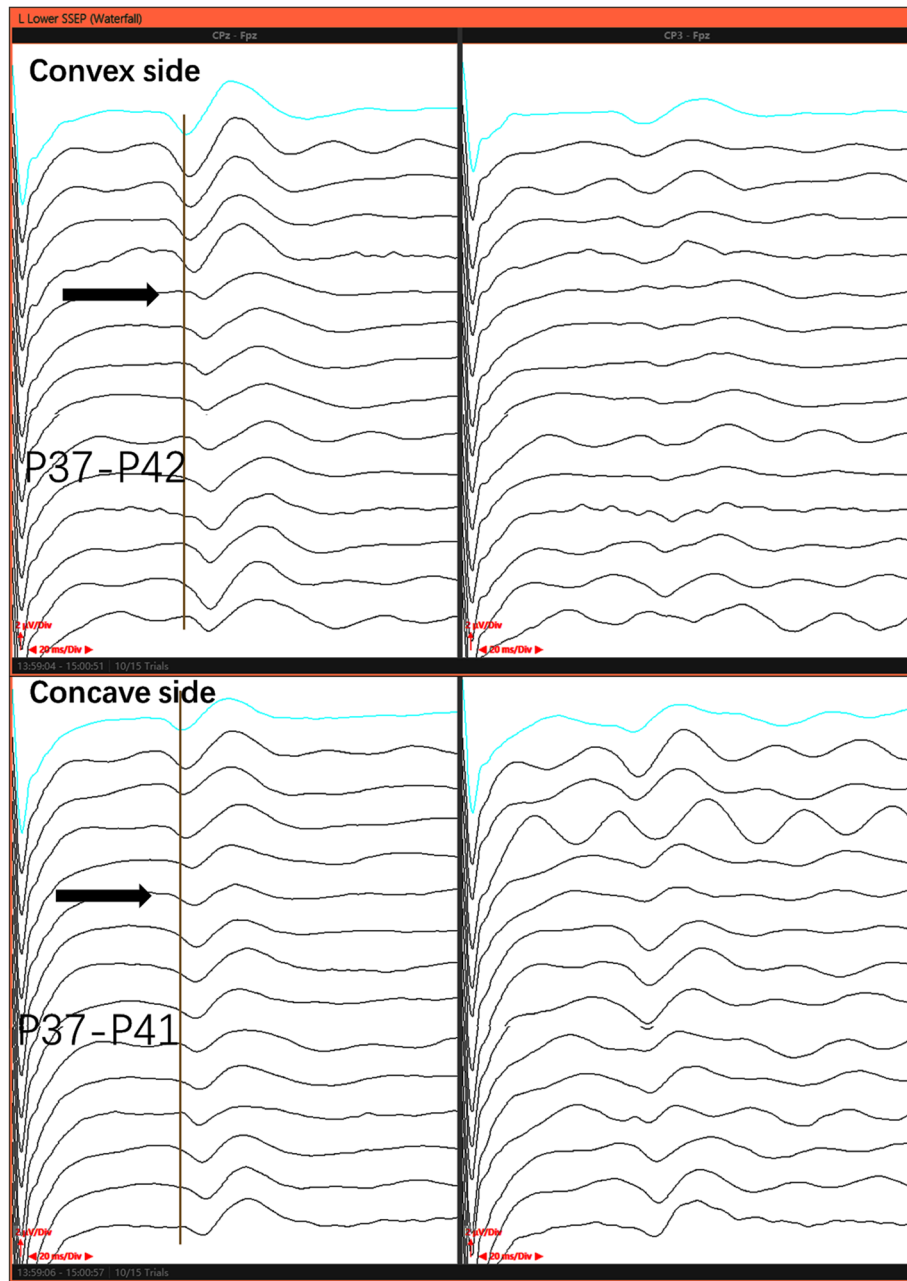 L Lower SSEP (Waterfall)
CPz - Fpz
CP3 - Fpz
Convex side
P37-P42
2 µV/Div
20 ms/Div
2 µV/Div
20 ms/Div
13:59:04 - 15:00:51 10/15 Trials
Concave side
P37-P41
2 µV/Div
20 ms/Div
2 µV/Div
20 ms/Div
13:59:06 - 15:00:57 10/15 Trials